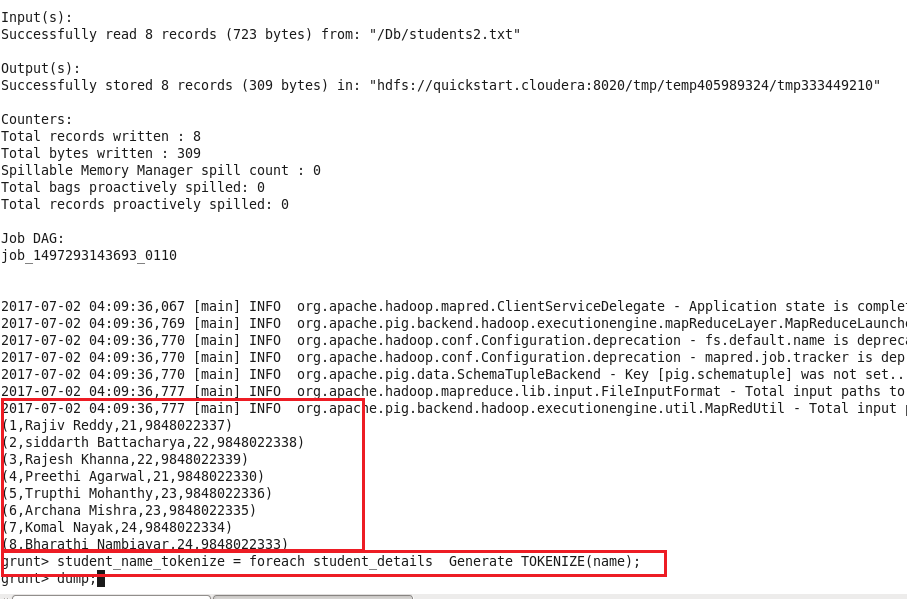 Input(s):
Successfully read 8 records (723 bytes) from: "/Db/students2.txt"
Output(s):
Successfully stored 8 records (309 bytes) in: "hdfs://quickstart.cloudera:8020/tmp/temp405989324/tmp333449210"
Counters:
Total records written : 8
Total bytes written : 309
Spillable Memory Manager spill count : 0
Total bags proactively spilled: 0
Total records proactively spilled: 0
Job DAG:
job_1497293143693_0110
2017-07-02 04:09:36,067 [main] INFO  org.apache.hadoop.mapred.ClientServiceDelegate - Application state is comple
2017-07-02 04:09:36,769 [main] INFO  org.apache.pig.backend.hadoop.executionengine.mapReduceLayer.MapReduceLaunche
2017-07-02 04:09:36,770 [main] INFO  org.apache.hadoop.conf.Configuration.deprecation - fs.default.name is depreca
2017-07-02 04:09:36,770 [main] INFO  org.apache.hadoop.conf.Configuration.deprecation - mapred.job.tracker is dep
2017-07-02 04:09:36,770 [main] INFO  org.apache.pig.data.SchemaTupleBackend - Key [pig.schematuple] was not set..
2017-07-02 04:09:36,777 [main] INFO  org.apache.hadoop.mapreduce.lib.input.FileInputFormat - Total input paths to
2017-07-02 04:09:36,777 [main] INFO  org.apache.pig.backend.hadoop.executionengine.util.MapRedUtil - Total input p
(1,Rajiv Reddy,21,9848022337)
(2,siddarth Battacharya,22,9848022338)
(3,Rajesh Khanna,22,9848022339)
(4,Preethi Agarwal,21,9848022330)
(5,Trupthi Mohanthy,23,9848022336)
(6,Archana Mishra,23,9848022335)
(7,Komal Nayak,24,9848022334)
(8,Bharathi Nambiayar,24,9848022333)
grunt> student_name_tokenize = foreach student_details  Generate TOKENIZE(name);
grunt> dump;